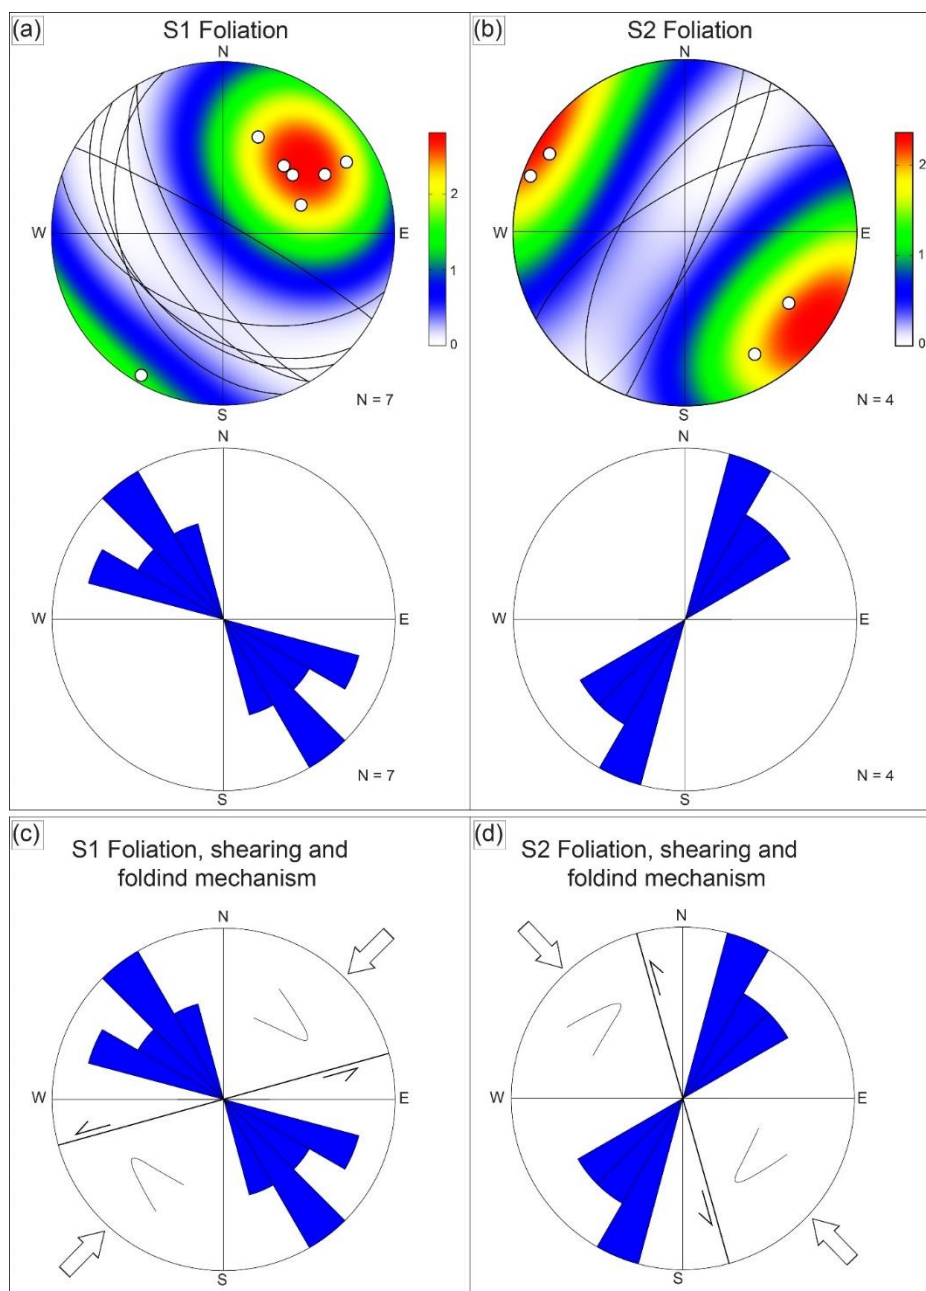 (a)
S1 Foliation
N
W
E
S
2
1
0
N = 7
(b)
S2 Foliation
N
W
E
S
2
1
0
N = 4
N
W
E
S
N = 7
N
W
E
S
N = 4
(c)
S1 Foliation, shearing and
foldind mechanism
N
W
E
S
(d)
S2 Foliation, shearing and
foldind mechanism
N
W
E
S